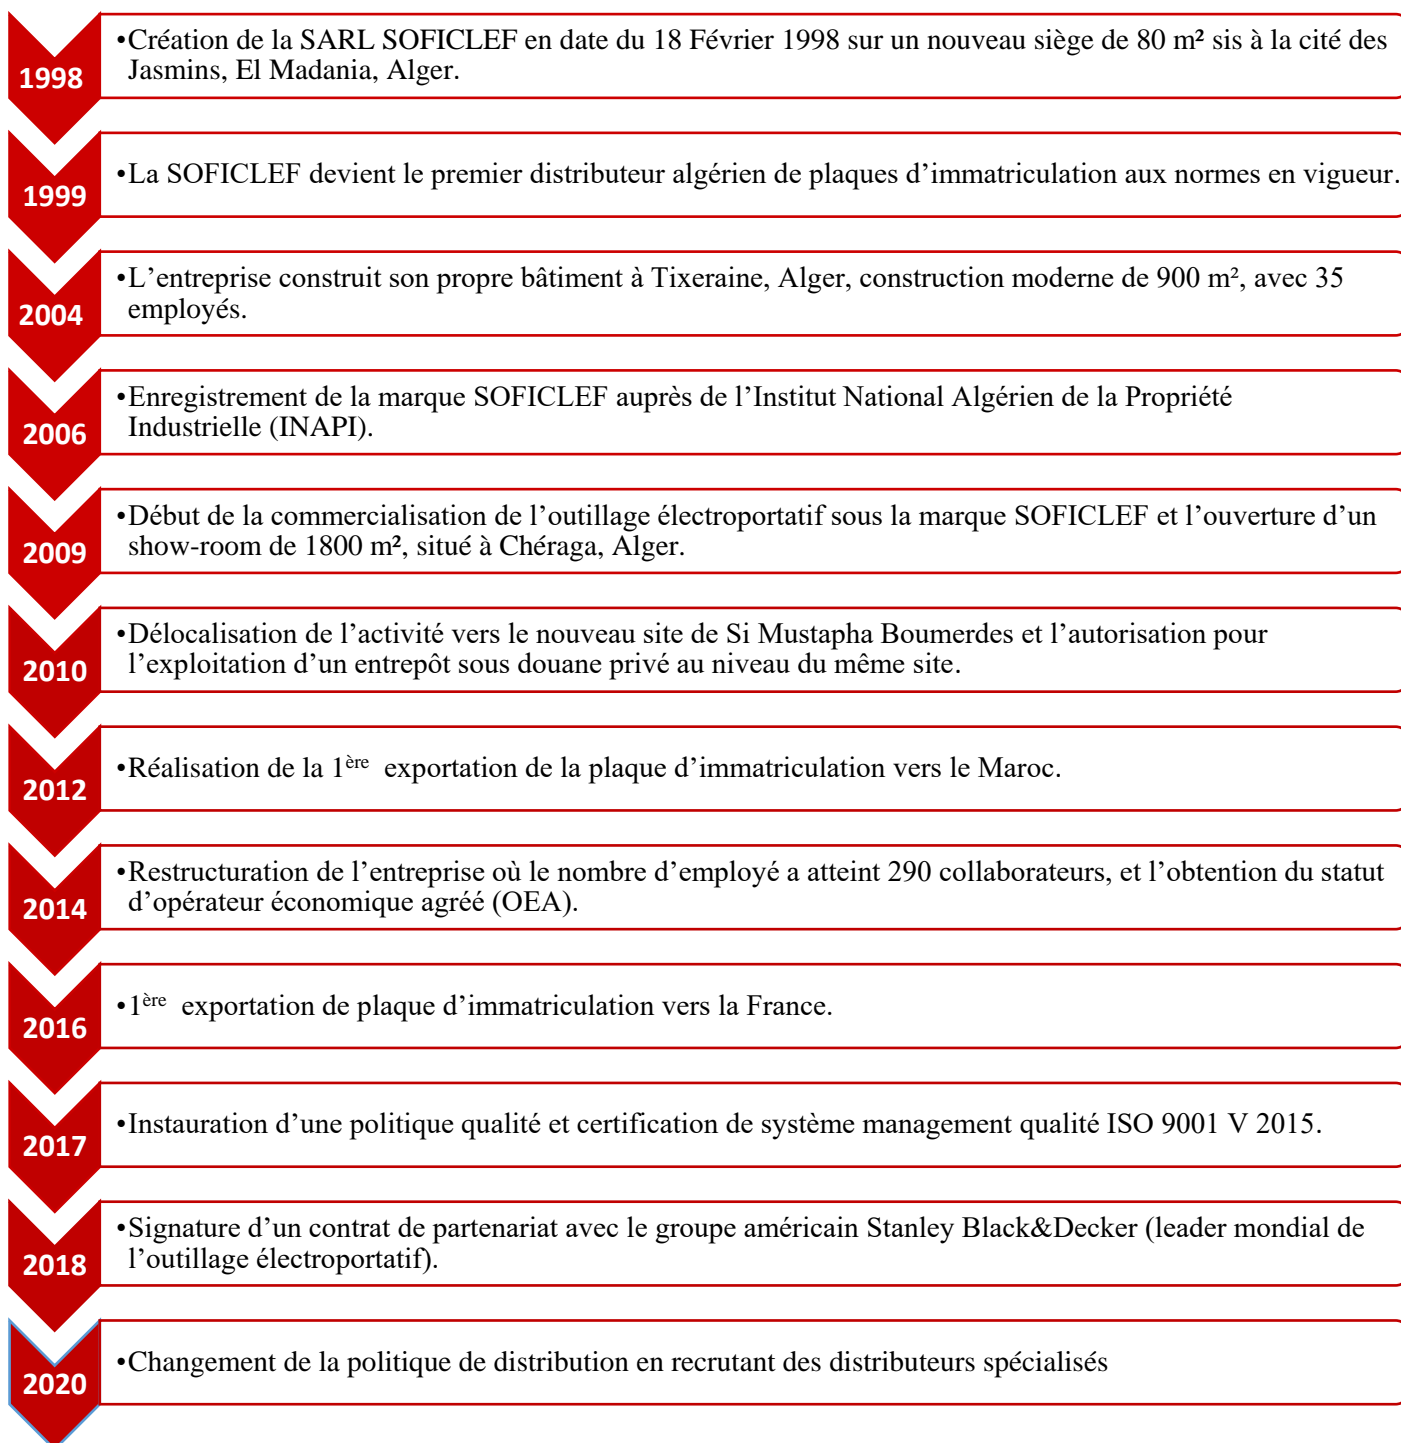 1998
•Création de la SARL SOFICLEF en date du 18 Février 1998 sur un nouveau siège de 80 m² sis à la cité des
Jasmins, El Madania, Alger.
1999
•La SOFICLEF devient le premier distributeur algérien de plaques d’immatriculation aux normes en vigueur.
2004
•L’entreprise construit son propre bâtiment à Tixeraine, Alger, construction moderne de 900 m², avec 35
employés.
2006
•Enregistrement de la marque SOFICLEF auprès de l’Institut National Algérien de la Propriété
Industrielle (INAPI).
2009
•Début de la commercialisation de l’outillage électroportatif sous la marque SOFICLEF et l’ouverture d’un
show-room de 1800 m², situé à Chéraga, Alger.
2010
•Délocalisation de l’activité vers le nouveau site de Si Mustapha Boumerdes et l’autorisation pour
l’exploitation d’un entrepôt sous douane privé au niveau du même site.
2012
•Réalisation de la 1ère exportation de la plaque d’immatriculation vers le Maroc.
2014
•Restructuration de l’entreprise où le nombre d’employé a atteint 290 collaborateurs, et l’obtention du statut
d’opérateur économique agréé (OEA).
2016
•1ère exportation de plaque d’immatriculation vers la France.
2017
•Instauration d’une politique qualité et certification de système management qualité ISO 9001 V 2015.
2018
•Signature d’un contrat de partenariat avec le groupe américain Stanley Black&Decker (leader mondial de
l’outillage électroportatif).
2020
•Changement de la politique de distribution en recrutant des distributeurs spécialisés